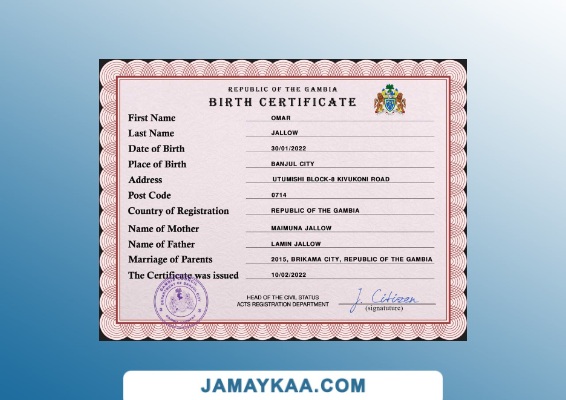 REPUBLIC OF THE GAMBIA
BIRTH CERTIFICATE
First Name OMAR
Last Name JALLOW
Date of Birth 30/01/2022
Place of Birth BANJUL CITY
Address UTUMISHI BLOCK-8 KIVUKONI ROAD
Post Code 0714
Country of Registration REPUBLIC OF THE GAMBIA
Name of Mother MAIMUNA JALLOW
Name of Father LAMIN JALLOW
Marriage of Parents 2015, BRIKAMA CITY, REPUBLIC OF THE GAMBIA
The Certificate was issued 10/02/2022
HEAD OF THE CIVIL STATUS
ACTS REGISTRATION DEPARTMENT
J. Citizen
(signature)
JAMAYKAA.COM